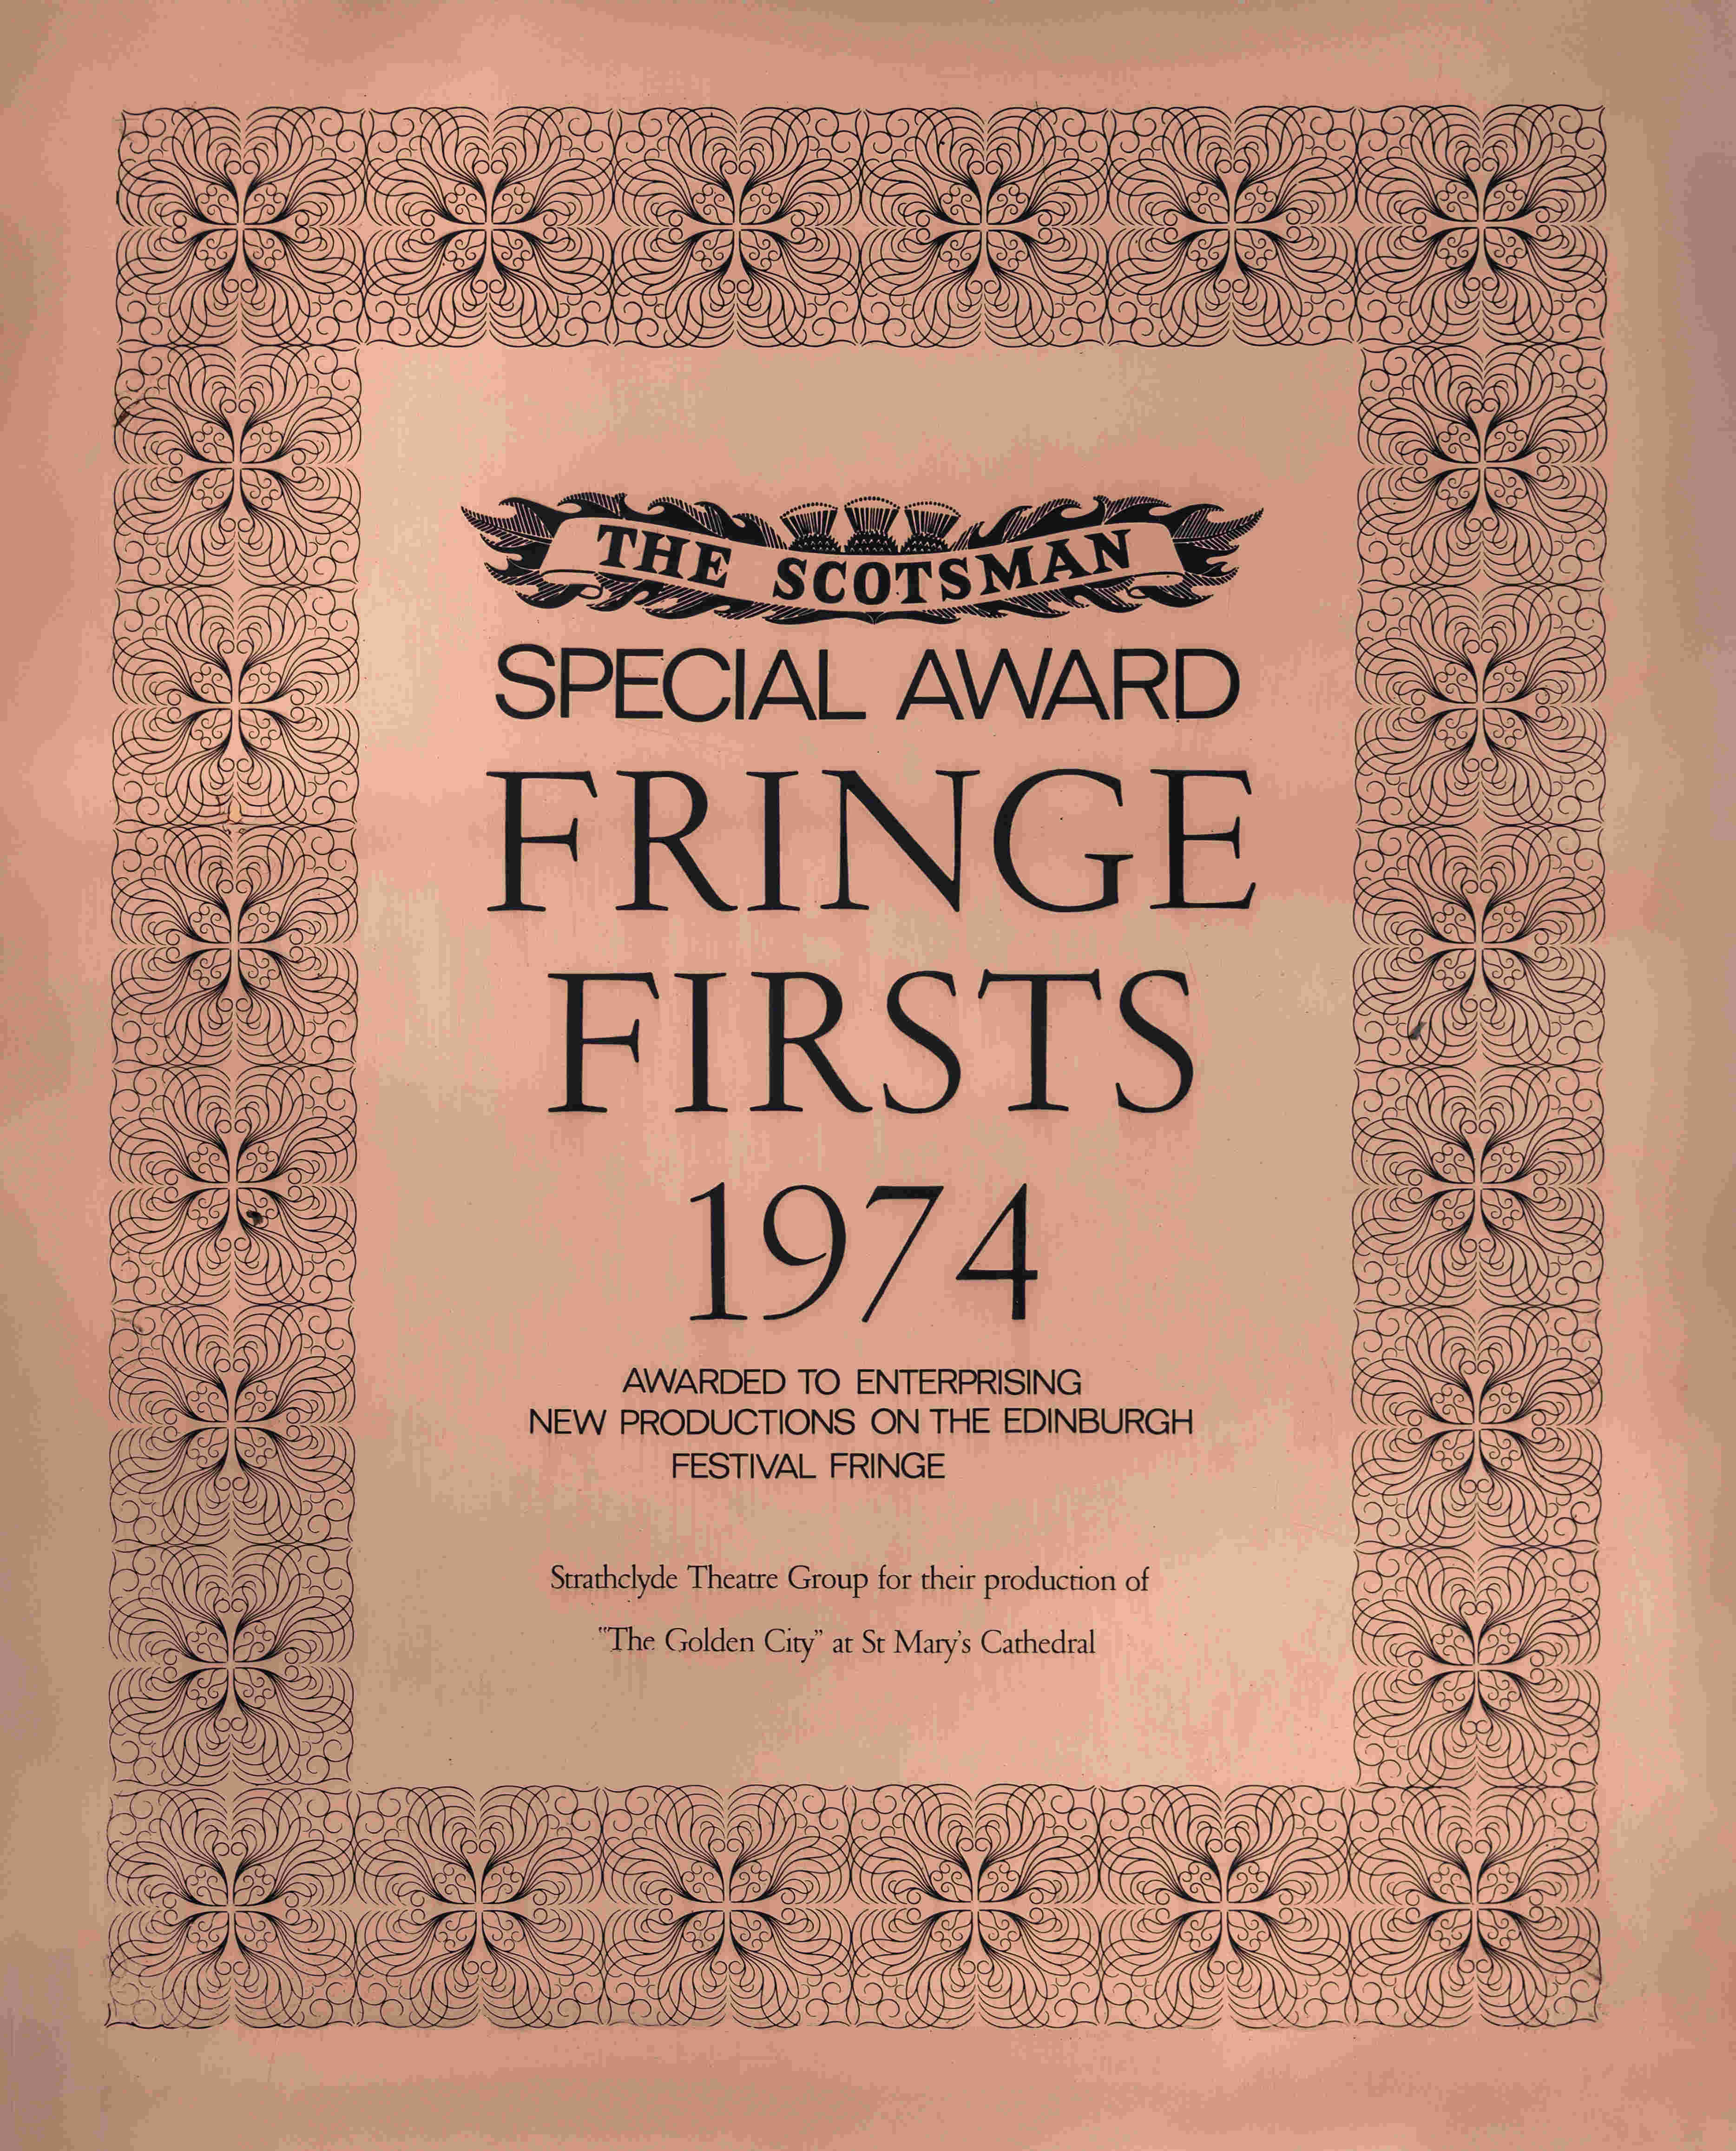 THE SCOTSMAN
SPECIAL AWARD
FRINGE
FIRSTS
1974
AWARDED TO ENTERPRISING
NEW PRODUCTIONS ON THE EDINBURGH
FESTIVAL FRINGE
Strathclyde Theatre Group for their production of
"The Golden City" at St Mary's Cathedral